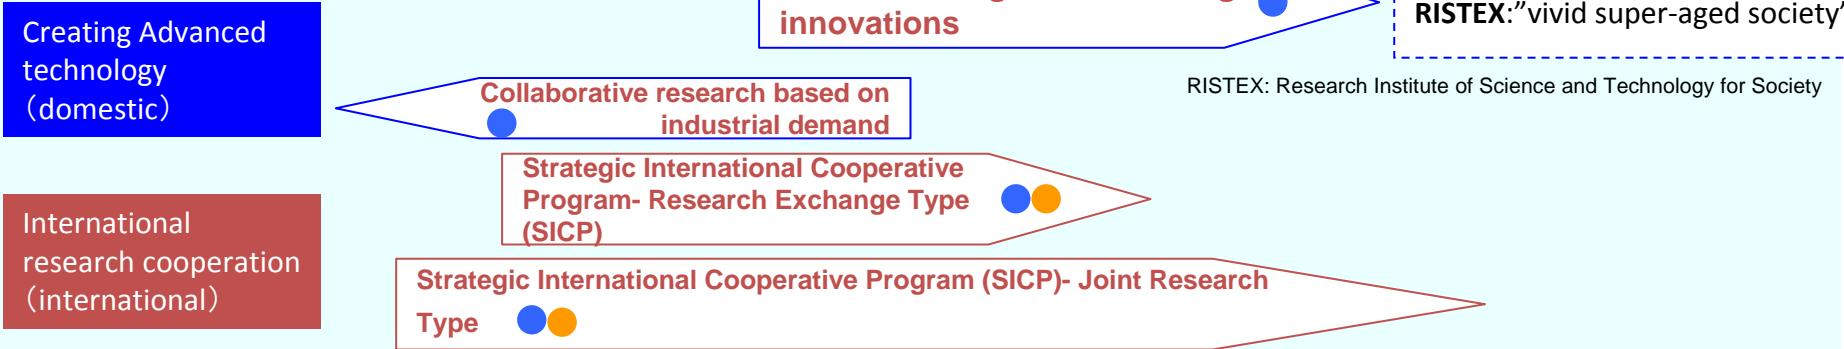 innovations
RISTEX:”vivid super-aged society”
Creating Advanced
technology
（domestic）
RISTEX: Research Institute of Science and Technology for Society
Collaborative research based on
industrial demand
Strategic International Cooperative
Program- Research Exchange Type
(SICP)
International
research cooperation
（international）
Strategic International Cooperative Program (SICP)- Joint Research
Type